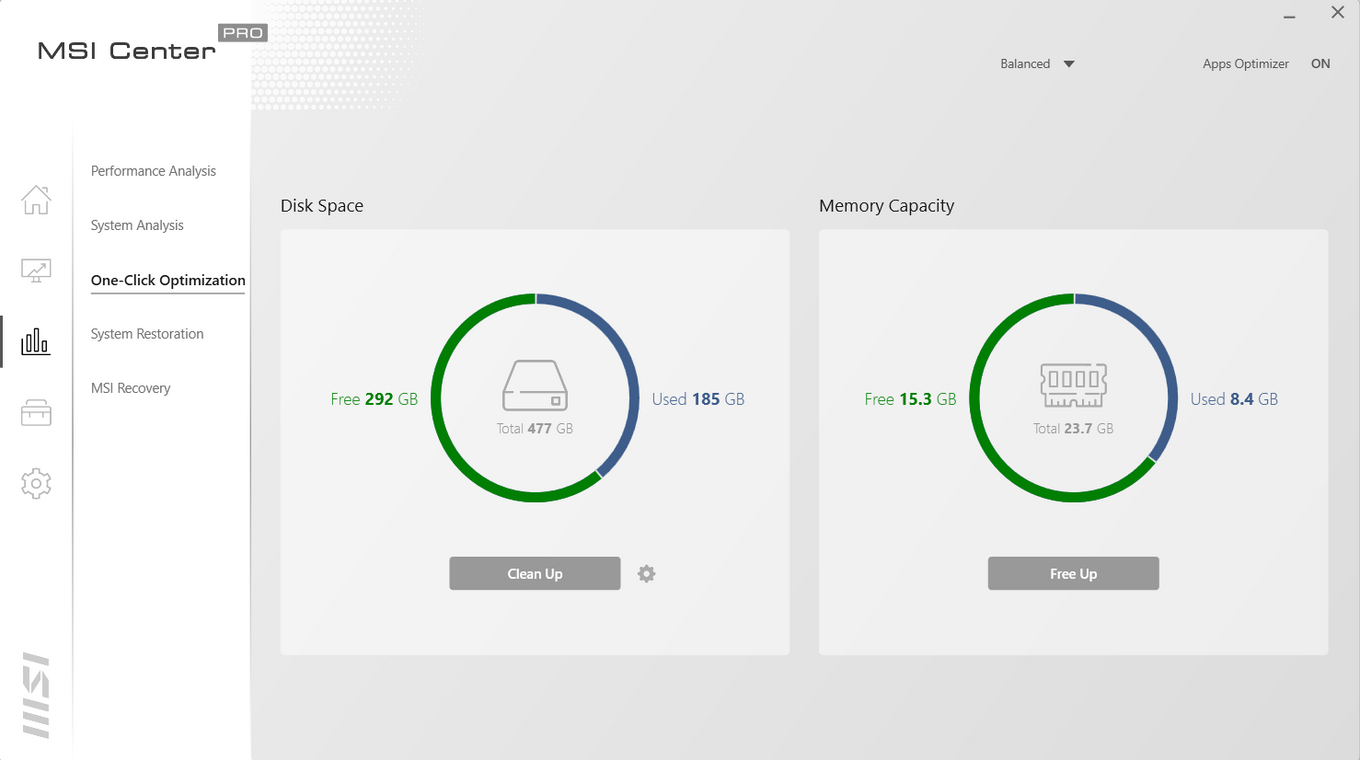 MSI Center PRO
Balanced
Apps Optimizer ON
Performance Analysis
System Analysis
One-Click Optimization
System Restoration
MSI Recovery
Disk Space
Free 292 GB
Total 477 GB
Used 185 GB
Clean Up
Memory Capacity
Free 15.3 GB
Total 23.7 GB
Used 8.4 GB
Free Up
msi